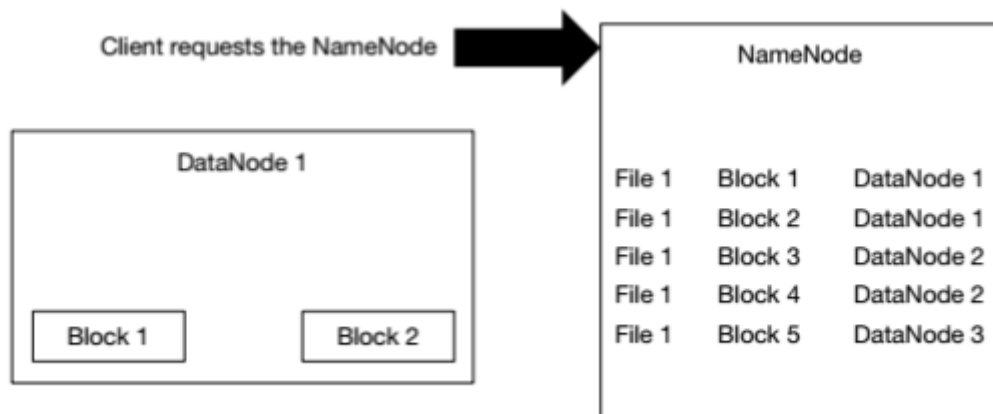 Client requests the NameNode
NameNode
DataNode 1
Block 1
Block 2
File 1 Block 1 DataNode 1
File 1 Block 2 DataNode 1
File 1 Block 3 DataNode 2
File 1 Block 4 DataNode 2
File 1 Block 5 DataNode 3